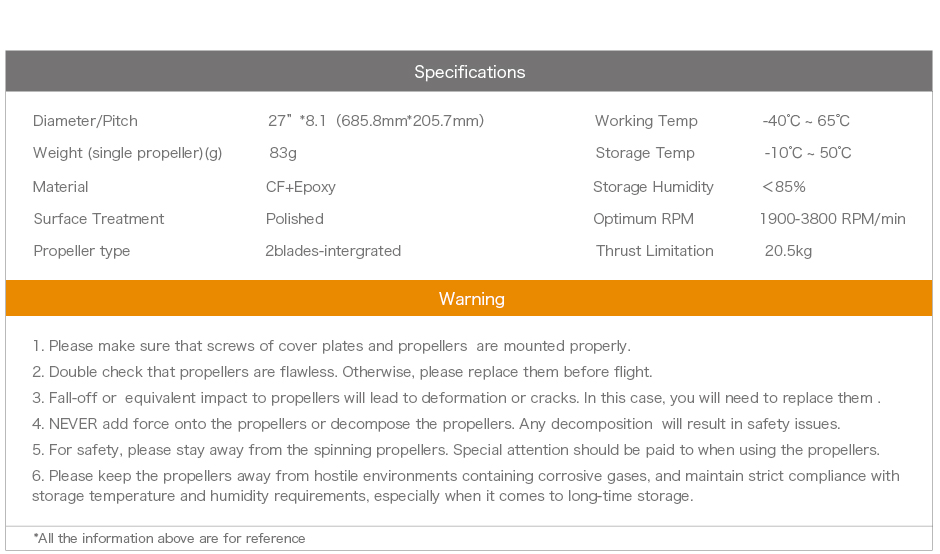 Specifications
Diameter/Pitch 27”*8.1 (685.8mm*205.7mm) Working Temp -40℃ ~ 65℃
Weight (single propeller)(g) 83g Storage Temp -10℃ ~ 50℃
Material CF+Epoxy Storage Humidity <85%
Surface Treatment Polished Optimum RPM 1900-3800 RPM/min
Propeller type 2blades-intergrated Thrust Limitation 20.5kg
Warning
1. Please make sure that screws of cover plates and propellers are mounted properly.
2. Double check that propellers are flawless. Otherwise, please replace them before flight.
3. Fall-off or equivalent impact to propellers will lead to deformation or cracks. In this case, you will need to replace them .
4. NEVER add force onto the propellers or decompose the propellers. Any decomposition will result in safety issues.
5. For safety, please stay away from the spinning propellers. Special attention should be paid to when using the propellers.
6. Please keep the propellers away from hostile environments containing corrosive gases, and maintain strict compliance with
storage temperature and humidity requirements, especially when it comes to long-time storage.
*All the information above are for reference